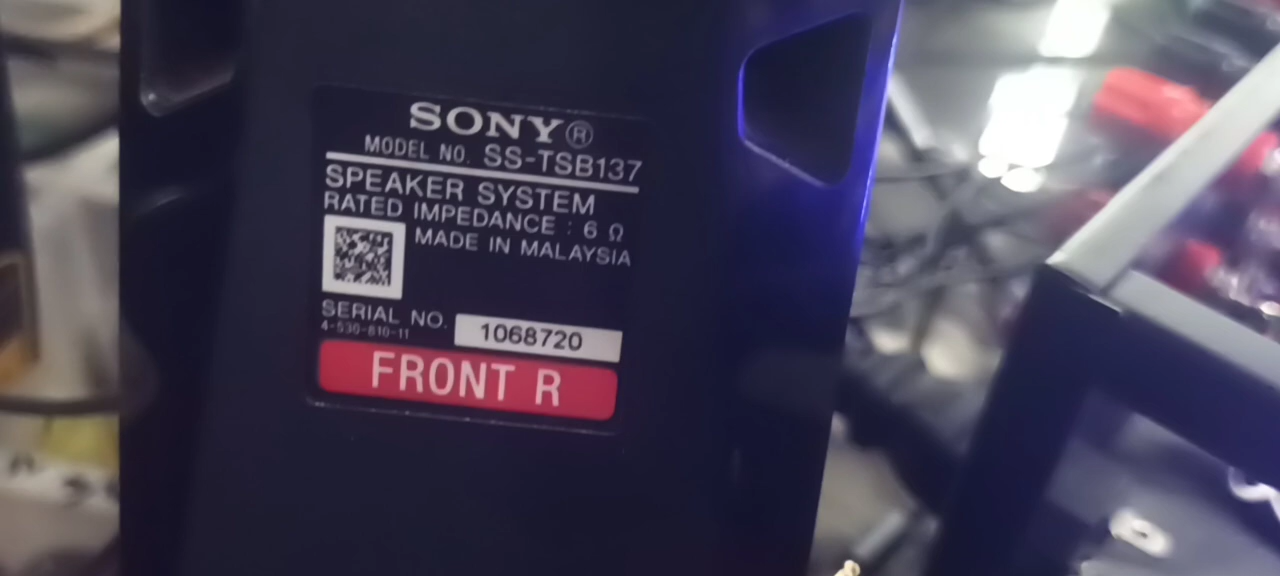 SONY®
MODEL NO. SS-TSB137
SPEAKER SYSTEM
RATED IMPEDANCE : 6 Ω
MADE IN MALAYSIA
SERIAL NO. 1068720
4-530-810-11
FRONT R